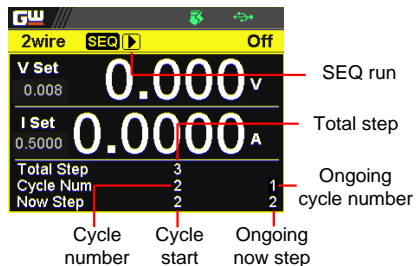 GW
2wire SEQ Off
V Set 0.008 0.000 V
SEQ run
I Set 0.5000 0.0000 A
Total step
Total Step 3
Cycle Num 2 1
Now Step 2 2
Ongoing cycle number
Cycle number
Cycle start
Ongoing now step